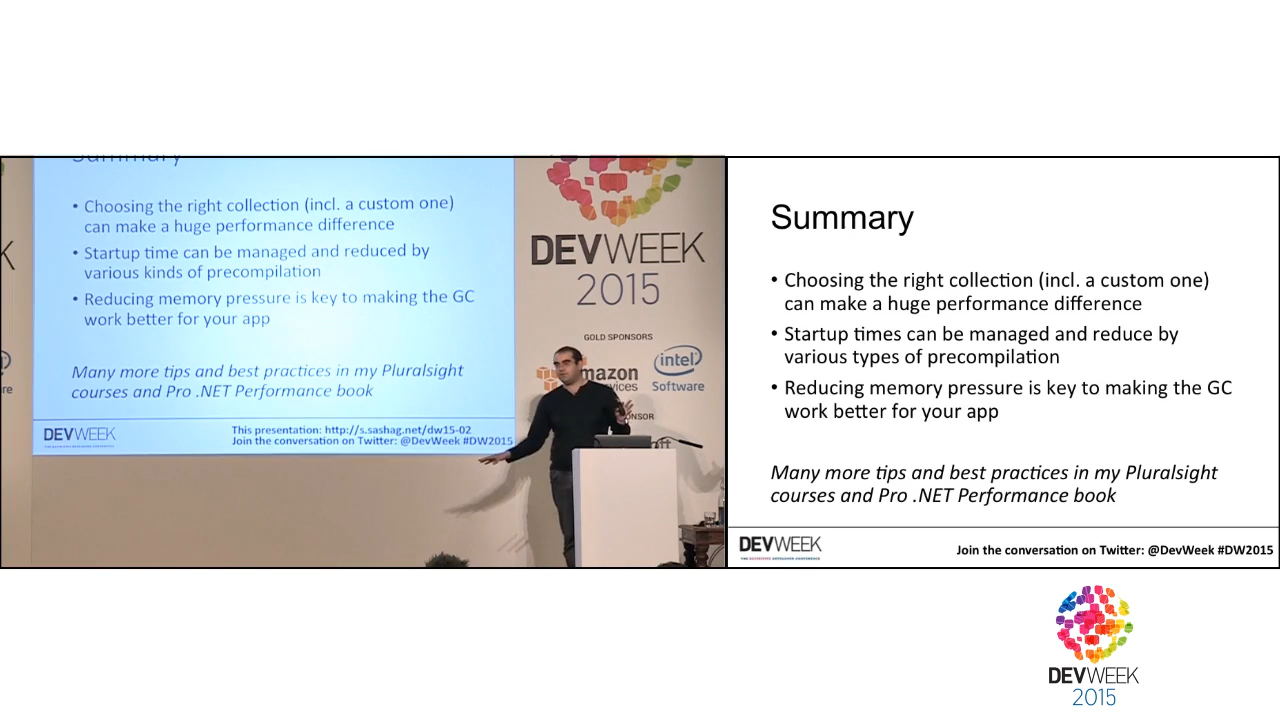 Summary
• Choosing the right collection (incl. a custom one)
can make a huge performance difference
• Startup time can be managed and reduced by
various kinds of precompilation
• Reducing memory pressure is key to making the GC
work better for your app
Many more tips and best practices in my Pluralsight
courses and Pro .NET Performance book
DEVWEEK
This presentation: http://s.sashag.net/dw15-02
Join the conversation on Twitter: @DevWeek #DW2015
DEVWEEK
2015
GOLD SPONSORS
intel
Software
Summary
• Choosing the right collection (incl. a custom one)
can make a huge performance difference
• Startup times can be managed and reduce by
various types of precompilation
• Reducing memory pressure is key to making the GC
work better for your app
Many more tips and best practices in my Pluralsight
courses and Pro .NET Performance book
DEVWEEK
Join the conversation on Twitter: @DevWeek #DW2015
DEVWEEK
2015